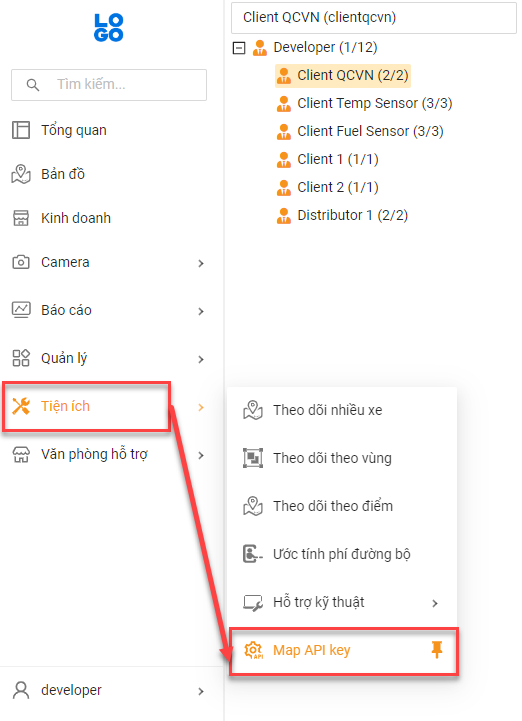 LO
GO
Tìm kiếm...
Tổng quan
Bản đồ
Kinh doanh
Camera
Báo cáo
Quản lý
Tiện ích
Văn phòng hỗ trợ
developer
Client QCVN (clientqcvn)
Developer (1/12)
Client QCVN (2/2)
Client Temp Sensor (3/3)
Client Fuel Sensor (3/3)
Client 1 (1/1)
Client 2 (1/1)
Distributor 1 (2/2)
Theo dõi nhiều xe
Theo dõi theo vùng
Theo dõi theo điểm
Ước tính phí đường bộ
Hỗ trợ kỹ thuật
API Map API key